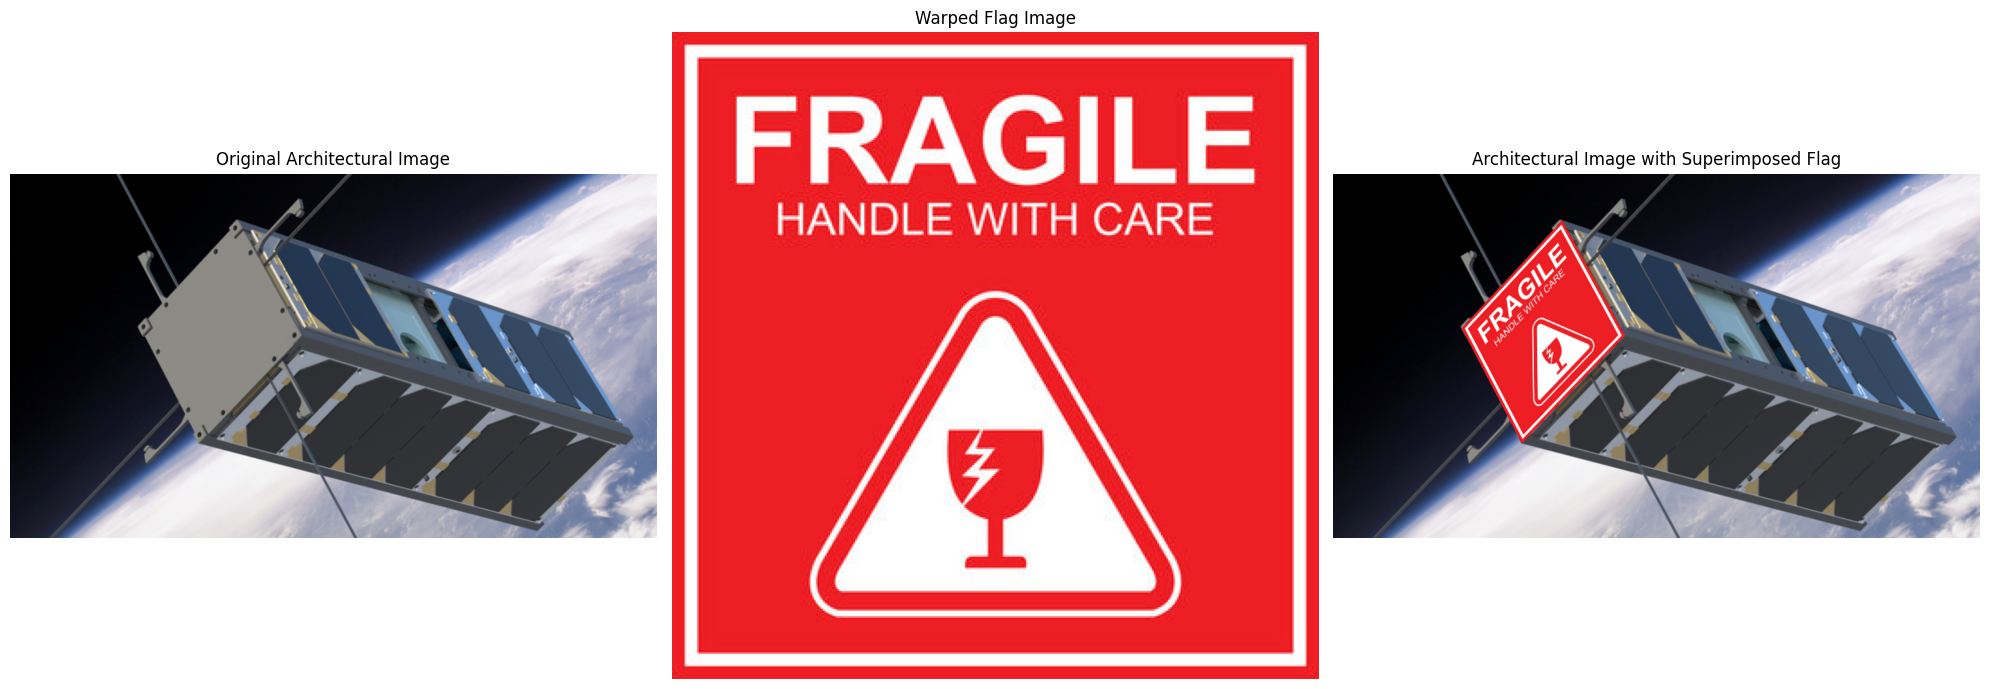 Warped Flag Image
FRAGILE
HANDLE WITH CARE
Original Architectural Image
Architectural Image with Superimposed Flag
FRAGILE
HANDLE WITH CARE